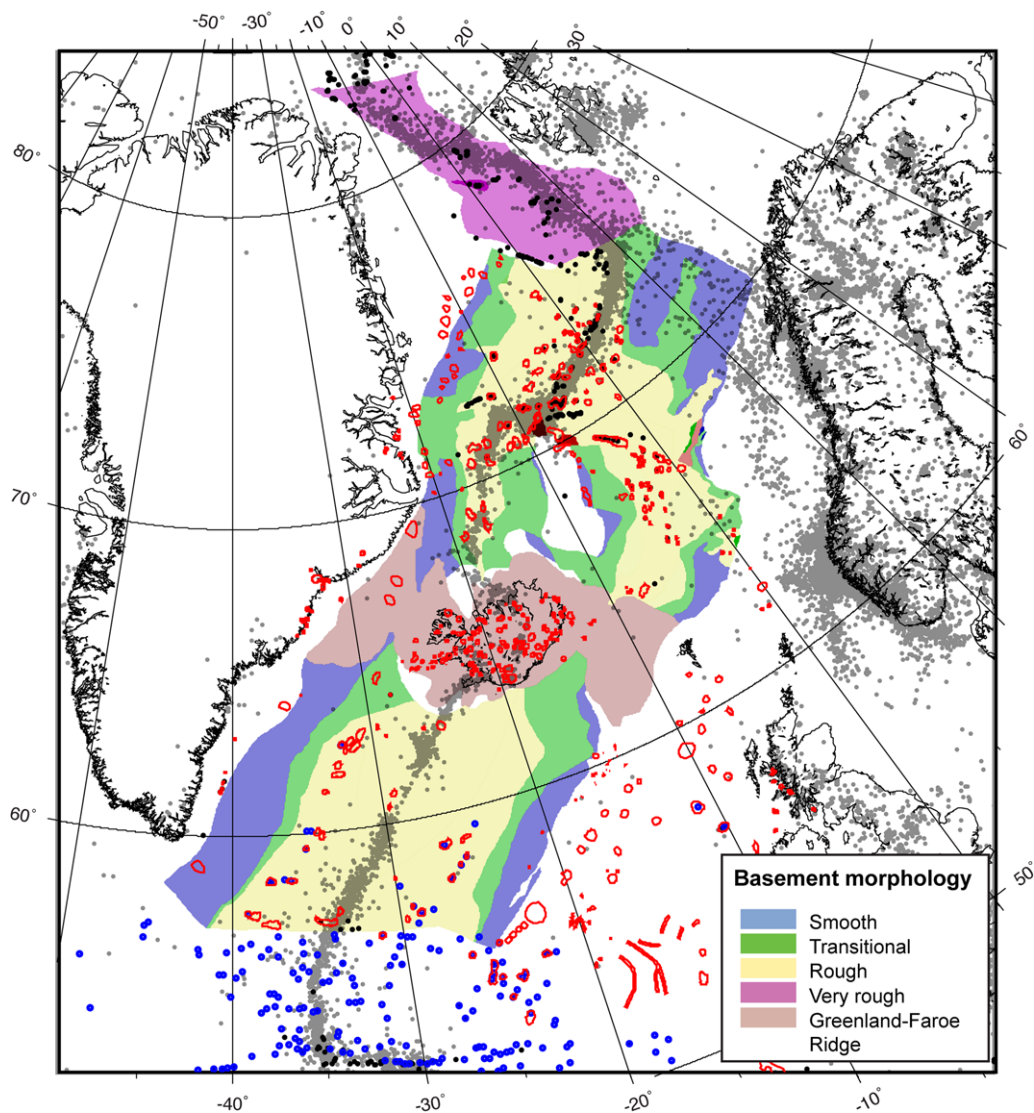 -50° -30° -10° 0° 10° 20° 30°
80°
70°
60°
60°
50°
Basement morphology
Smooth
Transitional
Rough
Very rough
Greenland-Faroe
Ridge
-40° -30° -20° -10°